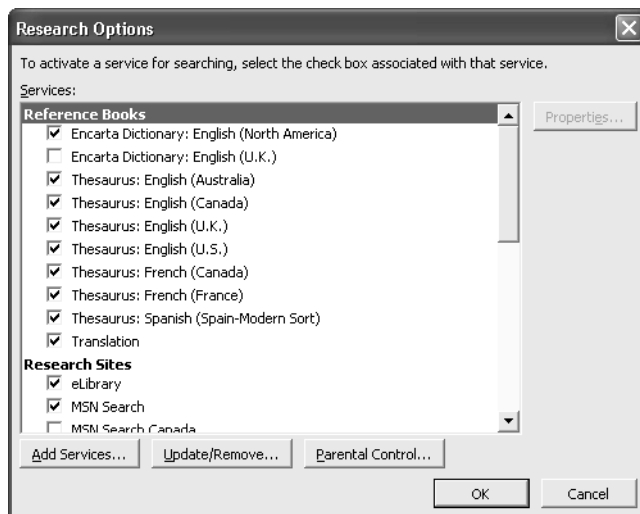 Research Options
To activate a service for searching, select the check box associated with that service.
Services:
Reference Books
Properties...
Encarta Dictionary: English (North America)
Encarta Dictionary: English (U.K.)
Thesaurus: English (Australia)
Thesaurus: English (Canada)
Thesaurus: English (U.K.)
Thesaurus: English (U.S.)
Thesaurus: French (Canada)
Thesaurus: French (France)
Thesaurus: Spanish (Spain-Modern Sort)
Translation
Research Sites
eLibrary
MSN Search
MSN Search Canada
Add Services... Update/Remove... Parental Control...
OK Cancel